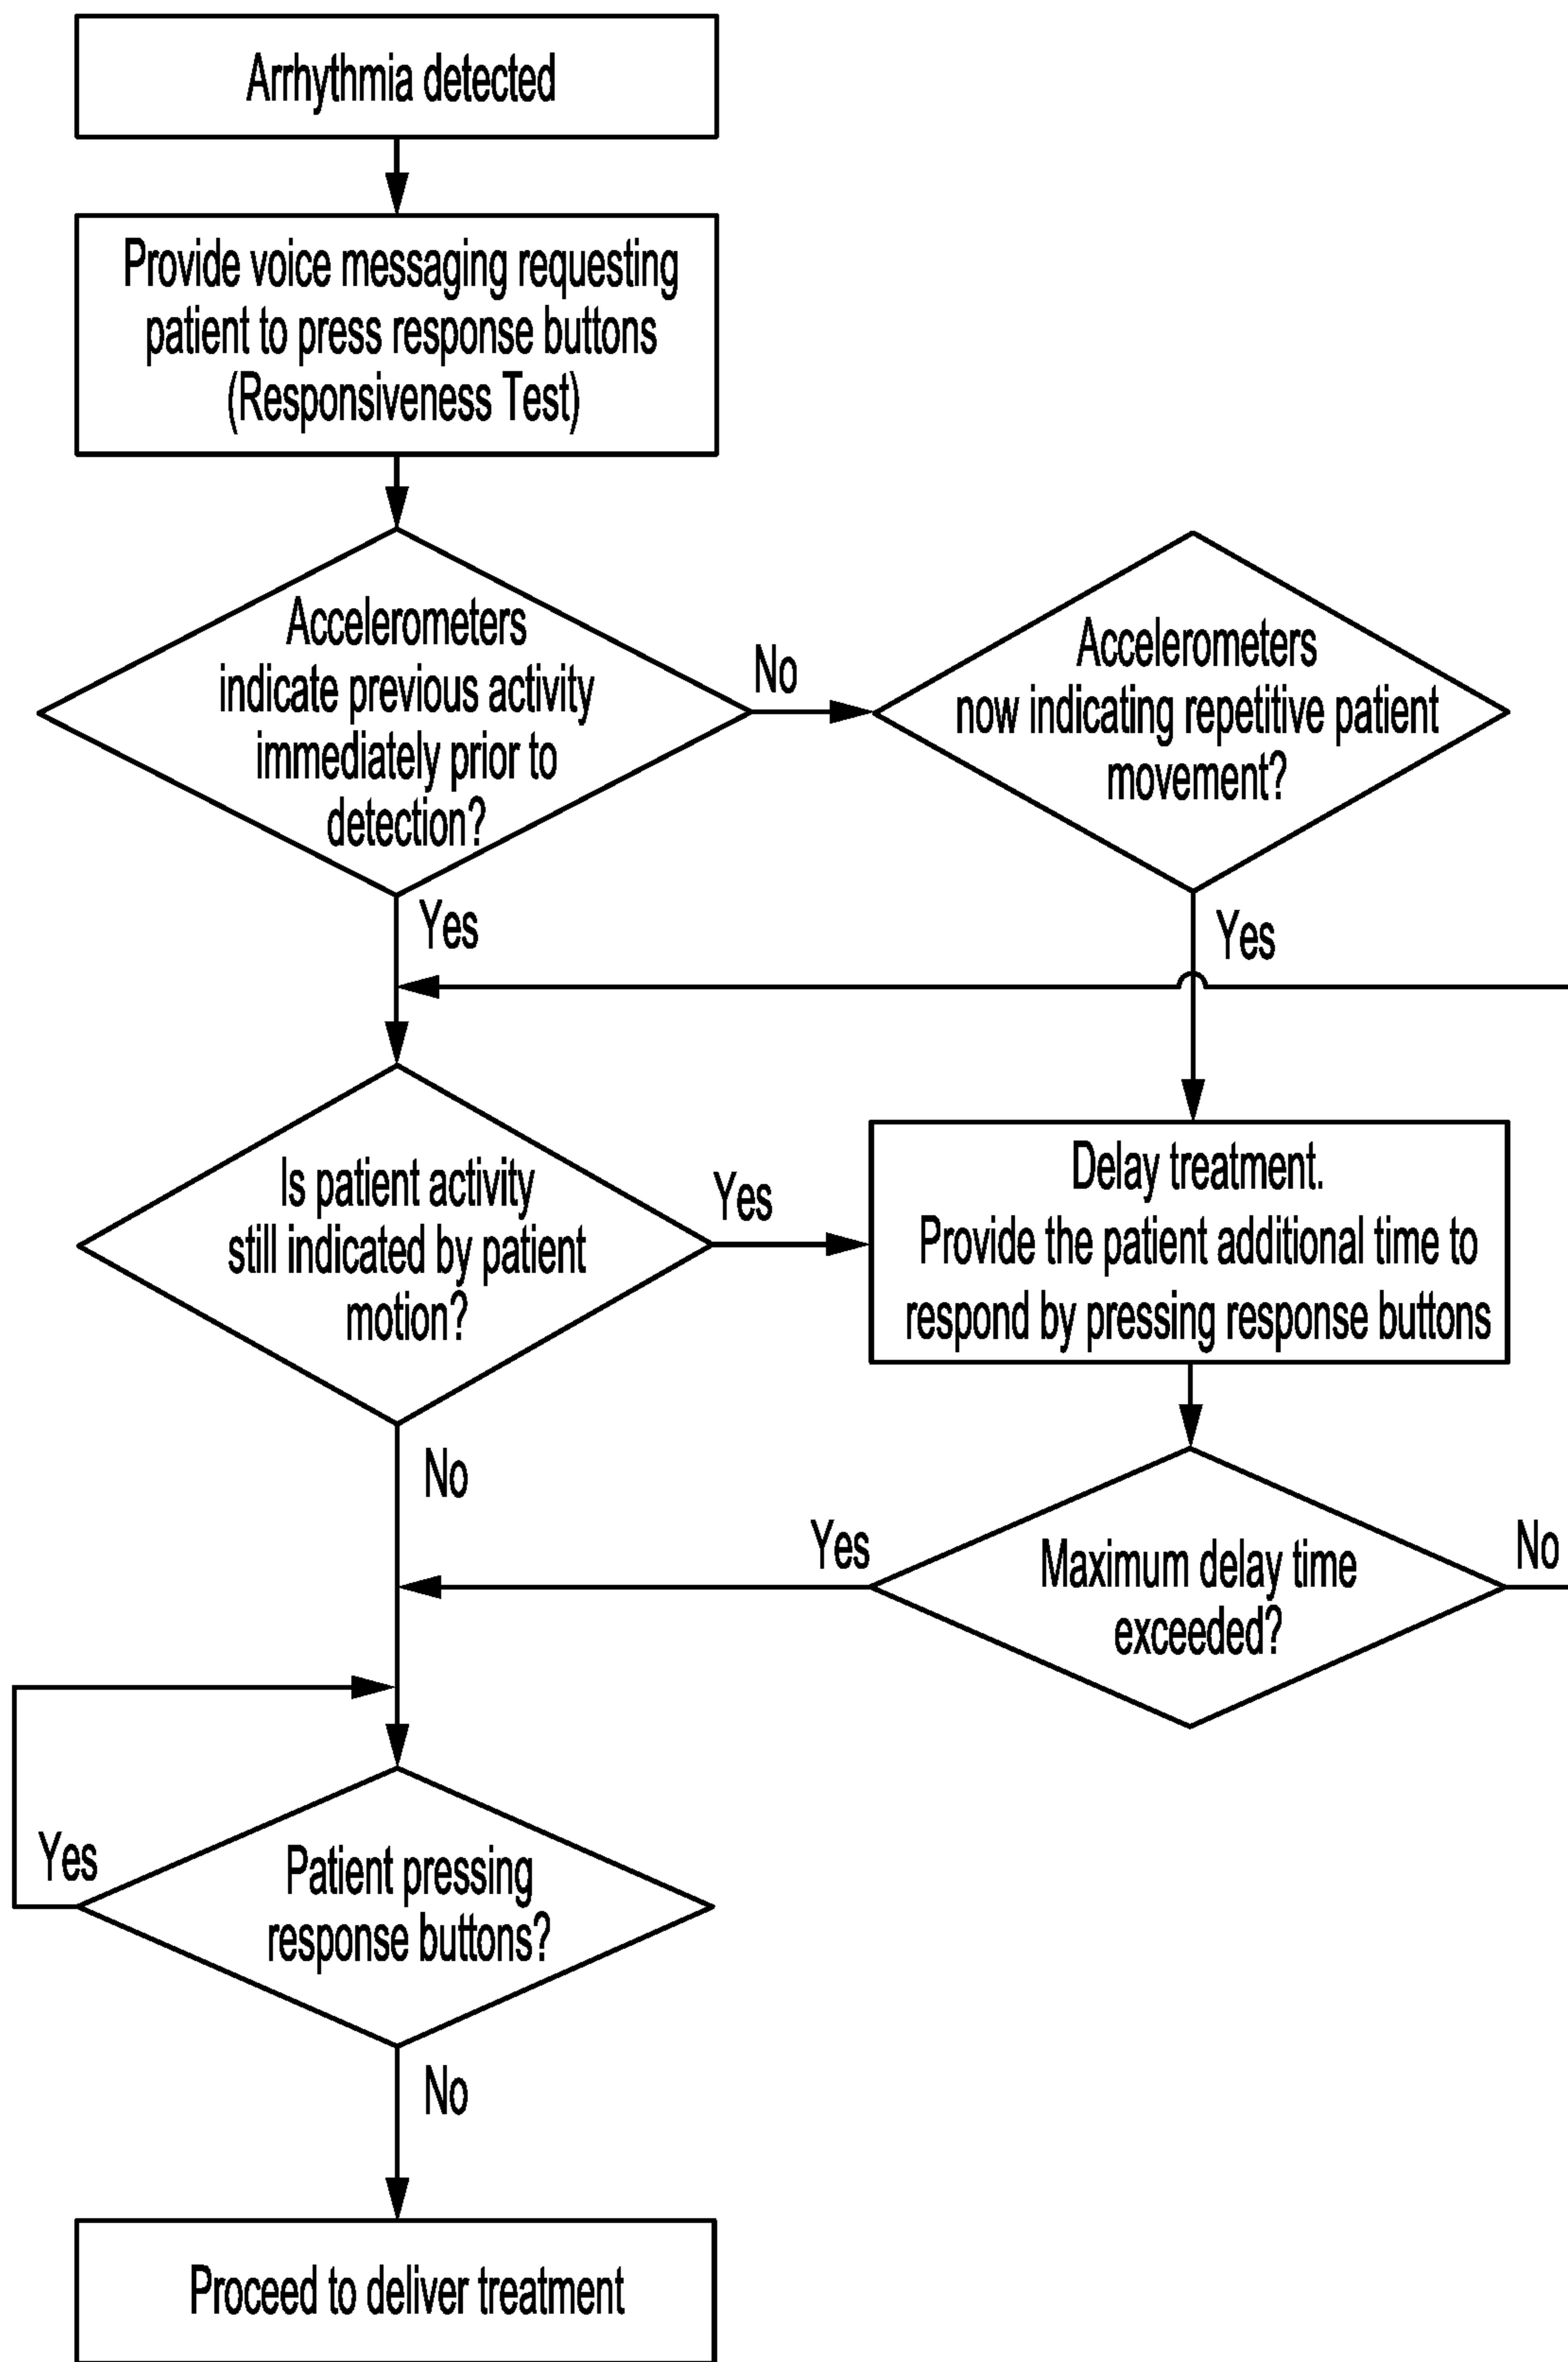 Arrhythmia detected
Provide voice messaging requesting
patient to press response buttons
(Responsiveness Test)
Accelerometers
indicate previous activity
immediately prior to
detection?
No
Accelerometers
now indicating repetitive patient
movement?
Yes
Yes
Is patient activity
still indicated by patient
motion?
Yes
Delay treatment.
Provide the patient additional time to
respond by pressing response buttons
No
Yes
Maximum delay time
exceeded?
No
Yes
Patient pressing
response buttons?
No
Proceed to deliver treatment